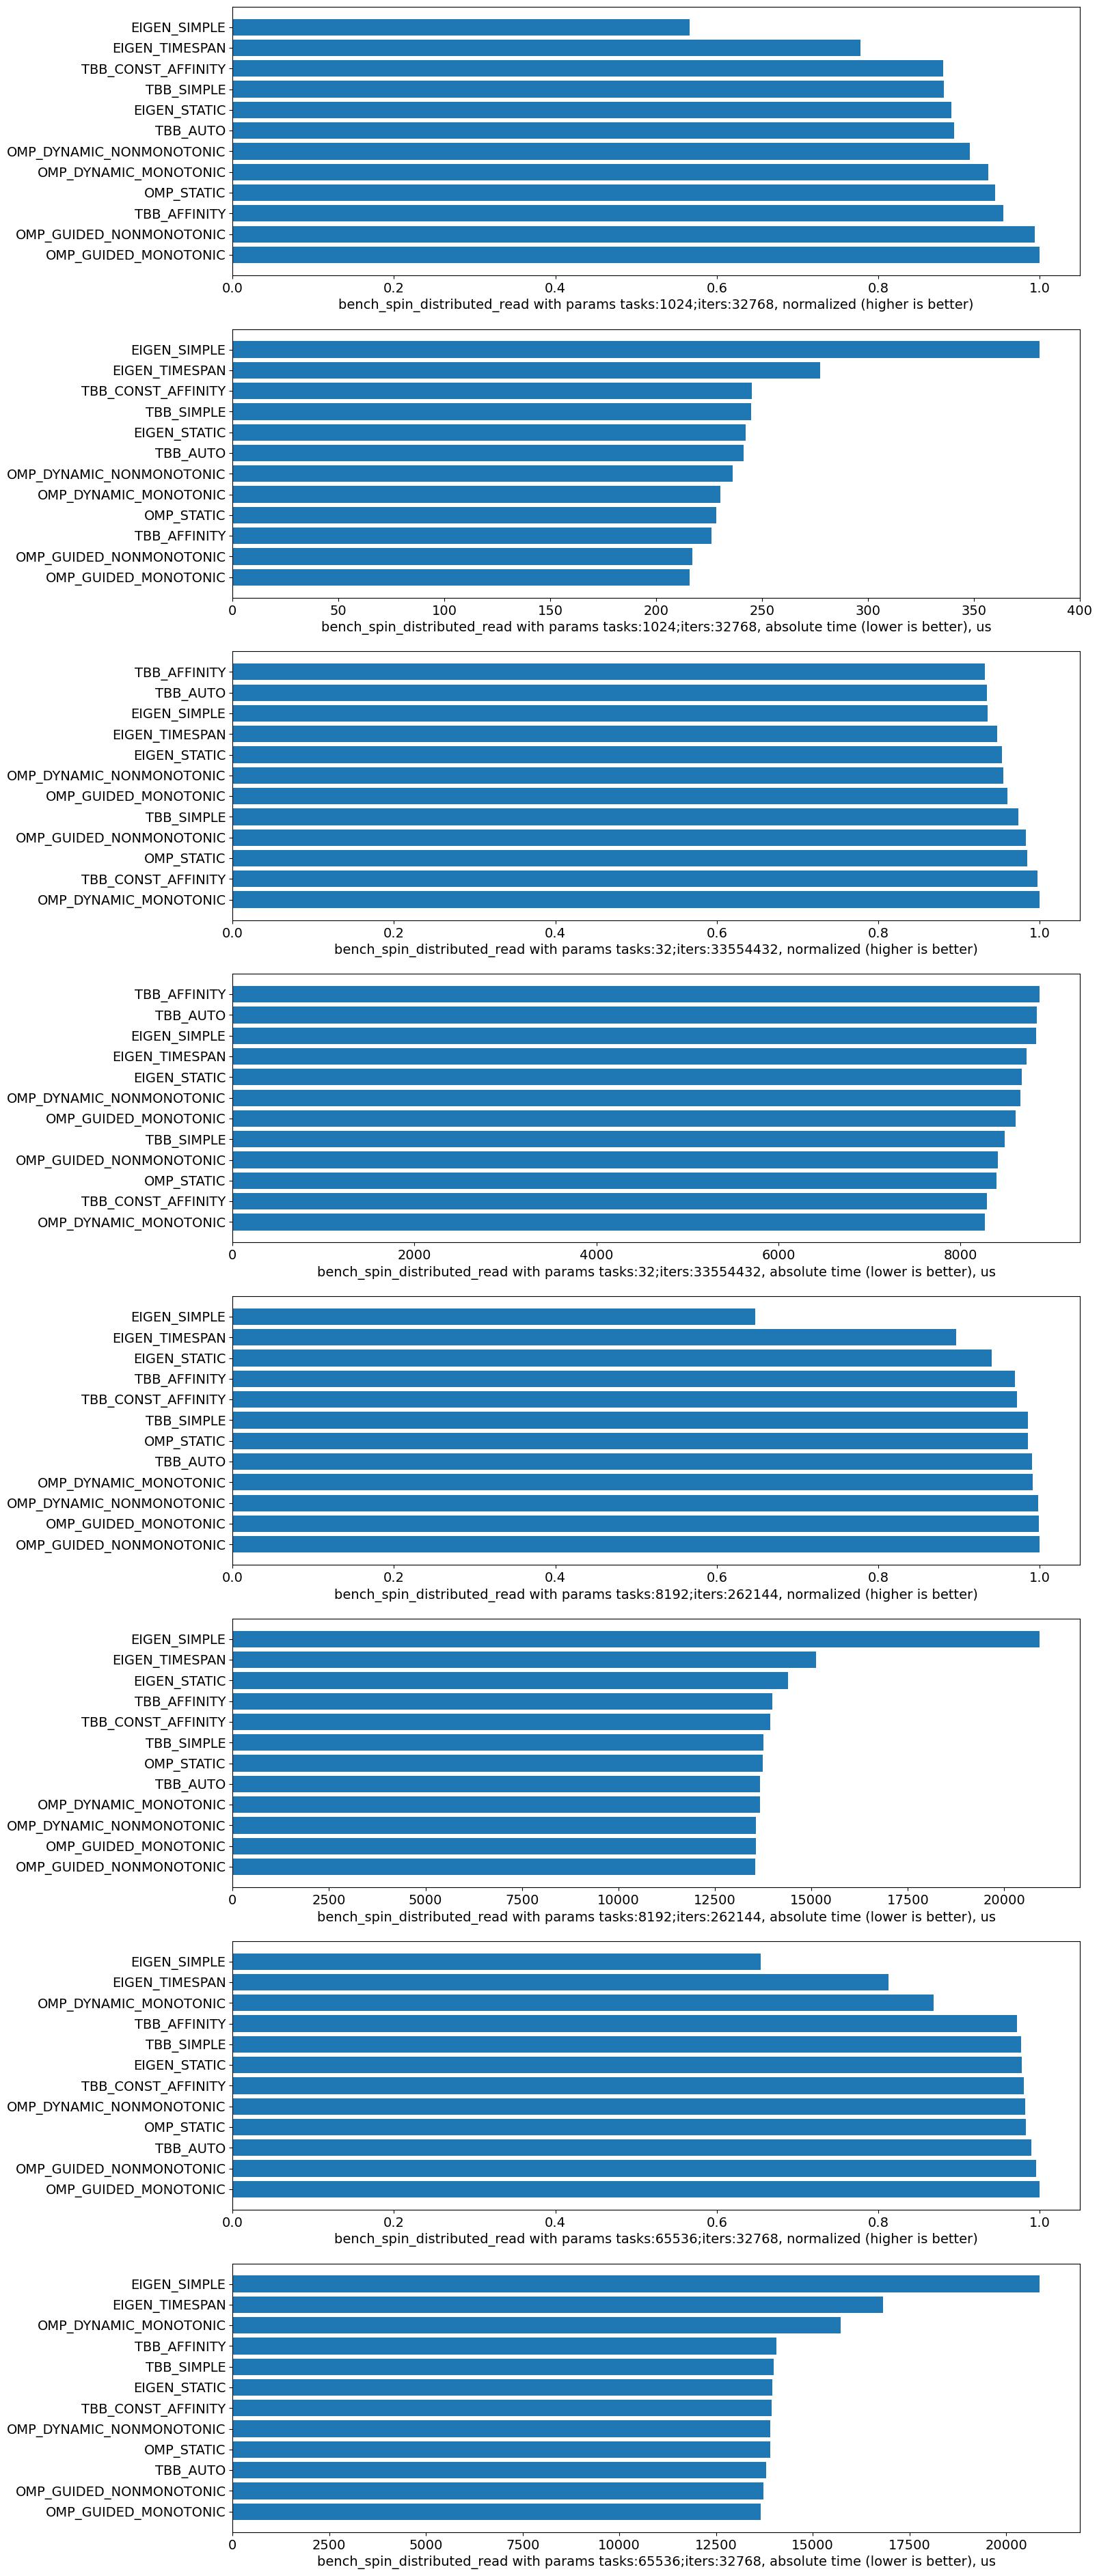 EIGEN_SIMPLE
EIGEN_TIMESPAN
TBB_CONST_AFFINITY
TBB_SIMPLE
EIGEN_STATIC
TBB_AUTO
OMP_DYNAMIC_NONMONOTONIC
OMP_DYNAMIC_MONOTONIC
OMP_STATIC
TBB_AFFINITY
OMP_GUIDED_NONMONOTONIC
OMP_GUIDED_MONOTONIC
0.0 0.2 0.4 0.6 0.8 1.0
bench_spin_distributed_read with params tasks:1024;iters:32768, normalized (higher is better)
EIGEN_SIMPLE
EIGEN_TIMESPAN
TBB_CONST_AFFINITY
TBB_SIMPLE
EIGEN_STATIC
TBB_AUTO
OMP_DYNAMIC_NONMONOTONIC
OMP_DYNAMIC_MONOTONIC
OMP_STATIC
TBB_AFFINITY
OMP_GUIDED_NONMONOTONIC
OMP_GUIDED_MONOTONIC
0 50 100 150 200 250 300 350 400
bench_spin_distributed_read with params tasks:1024;iters:32768, absolute time (lower is better), us
TBB_AFFINITY
TBB_AUTO
EIGEN_SIMPLE
EIGEN_TIMESPAN
EIGEN_STATIC
OMP_DYNAMIC_NONMONOTONIC
OMP_GUIDED_MONOTONIC
TBB_SIMPLE
OMP_GUIDED_NONMONOTONIC
OMP_STATIC
TBB_CONST_AFFINITY
OMP_DYNAMIC_MONOTONIC
0.0 0.2 0.4 0.6 0.8 1.0
bench_spin_distributed_read with params tasks:32;iters:33554432, normalized (higher is better)
TBB_AFFINITY
TBB_AUTO
EIGEN_SIMPLE
EIGEN_TIMESPAN
EIGEN_STATIC
OMP_DYNAMIC_NONMONOTONIC
OMP_GUIDED_MONOTONIC
TBB_SIMPLE
OMP_GUIDED_NONMONOTONIC
OMP_STATIC
TBB_CONST_AFFINITY
OMP_DYNAMIC_MONOTONIC
0 2000 4000 6000 8000
bench_spin_distributed_read with params tasks:32;iters:33554432, absolute time (lower is better), us
EIGEN_SIMPLE
EIGEN_TIMESPAN
EIGEN_STATIC
TBB_AFFINITY
TBB_CONST_AFFINITY
TBB_SIMPLE
OMP_STATIC
TBB_AUTO
OMP_DYNAMIC_MONOTONIC
OMP_DYNAMIC_NONMONOTONIC
OMP_GUIDED_MONOTONIC
OMP_GUIDED_NONMONOTONIC
0.0 0.2 0.4 0.6 0.8 1.0
bench_spin_distributed_read with params tasks:8192;iters:262144, normalized (higher is better)
EIGEN_SIMPLE
EIGEN_TIMESPAN
EIGEN_STATIC
TBB_AFFINITY
TBB_CONST_AFFINITY
TBB_SIMPLE
OMP_STATIC
TBB_AUTO
OMP_DYNAMIC_MONOTONIC
OMP_DYNAMIC_NONMONOTONIC
OMP_GUIDED_MONOTONIC
OMP_GUIDED_NONMONOTONIC
0 2500 5000 7500 10000 12500 15000 17500 20000
bench_spin_distributed_read with params tasks:8192;iters:262144, absolute time (lower is better), us
EIGEN_SIMPLE
EIGEN_TIMESPAN
OMP_DYNAMIC_MONOTONIC
TBB_AFFINITY
TBB_SIMPLE
EIGEN_STATIC
TBB_CONST_AFFINITY
OMP_DYNAMIC_NONMONOTONIC
OMP_STATIC
TBB_AUTO
OMP_GUIDED_NONMONOTONIC
OMP_GUIDED_MONOTONIC
0.0 0.2 0.4 0.6 0.8 1.0
bench_spin_distributed_read with params tasks:65536;iters:32768, normalized (higher is better)
EIGEN_SIMPLE
EIGEN_TIMESPAN
OMP_DYNAMIC_MONOTONIC
TBB_AFFINITY
TBB_SIMPLE
EIGEN_STATIC
TBB_CONST_AFFINITY
OMP_DYNAMIC_NONMONOTONIC
OMP_STATIC
TBB_AUTO
OMP_GUIDED_NONMONOTONIC
OMP_GUIDED_MONOTONIC
0 2500 5000 7500 10000 12500 15000 17500 20000
bench_spin_distributed_read with params tasks:65536;iters:32768, absolute time (lower is better), us